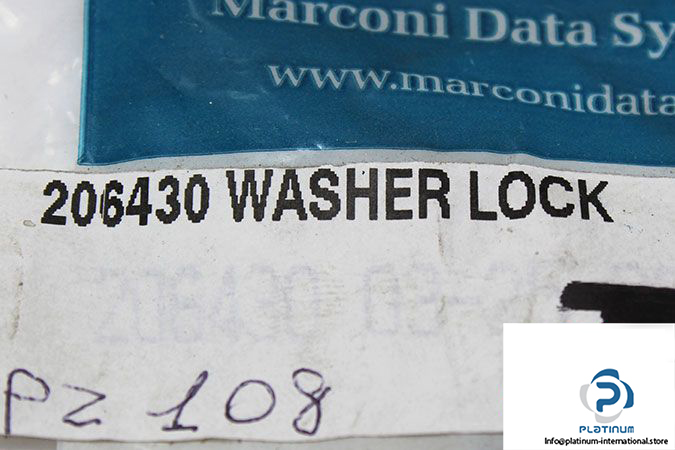 Marconi Data Sy
www.marconidata
206430 WASHER LOCK
PZ 108
PLATINUM
Info@platinum-international.store